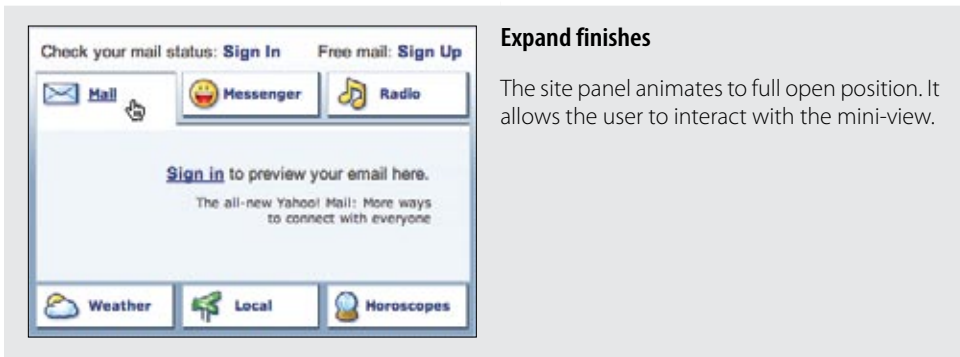 Check your mail status: Sign In Free mail: Sign Up
Mail Messenger Radio
Sign in to preview your email here.
The all-new Yahoo! Mail: More ways
to connect with everyone
Weather Local Horoscopes
Expand finishes
The site panel animates to full open position. It
allows the user to interact with the mini-view.